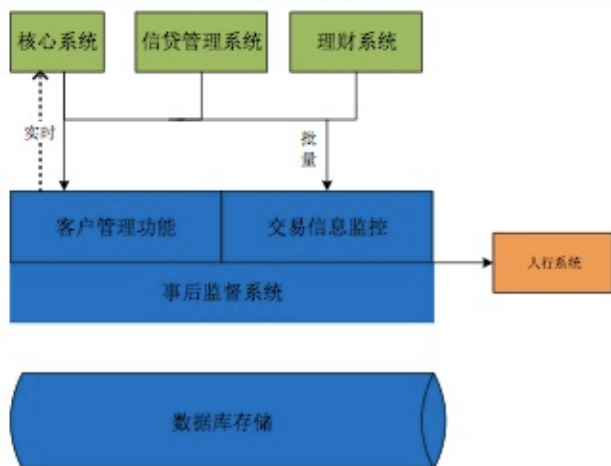 核心系统
信贷管理系统
理财系统
实时
批
量
客户管理功能
交易信息监控
人行系统
事后监督系统
数据库存储